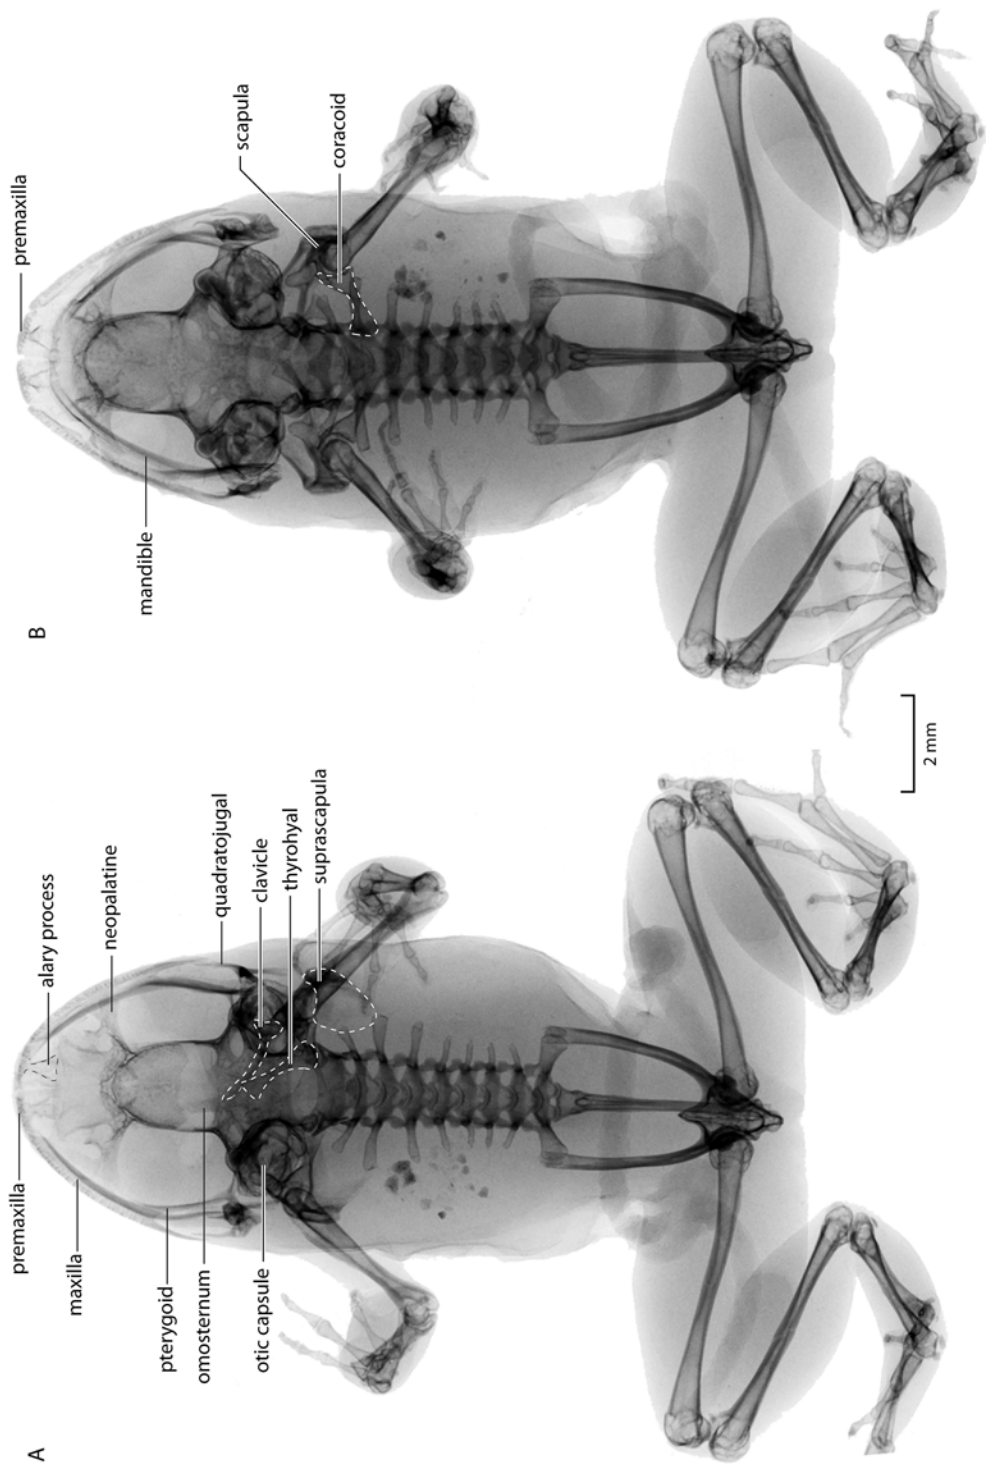 A
premaxilla
maxilla
pterygoid
omosternum
otic capsule
alary process
neopalatine
quadratojugal
clavicle
thyrohyal
suprascapula
2 mm
B
mandible
premaxilla
scapula
coracoid